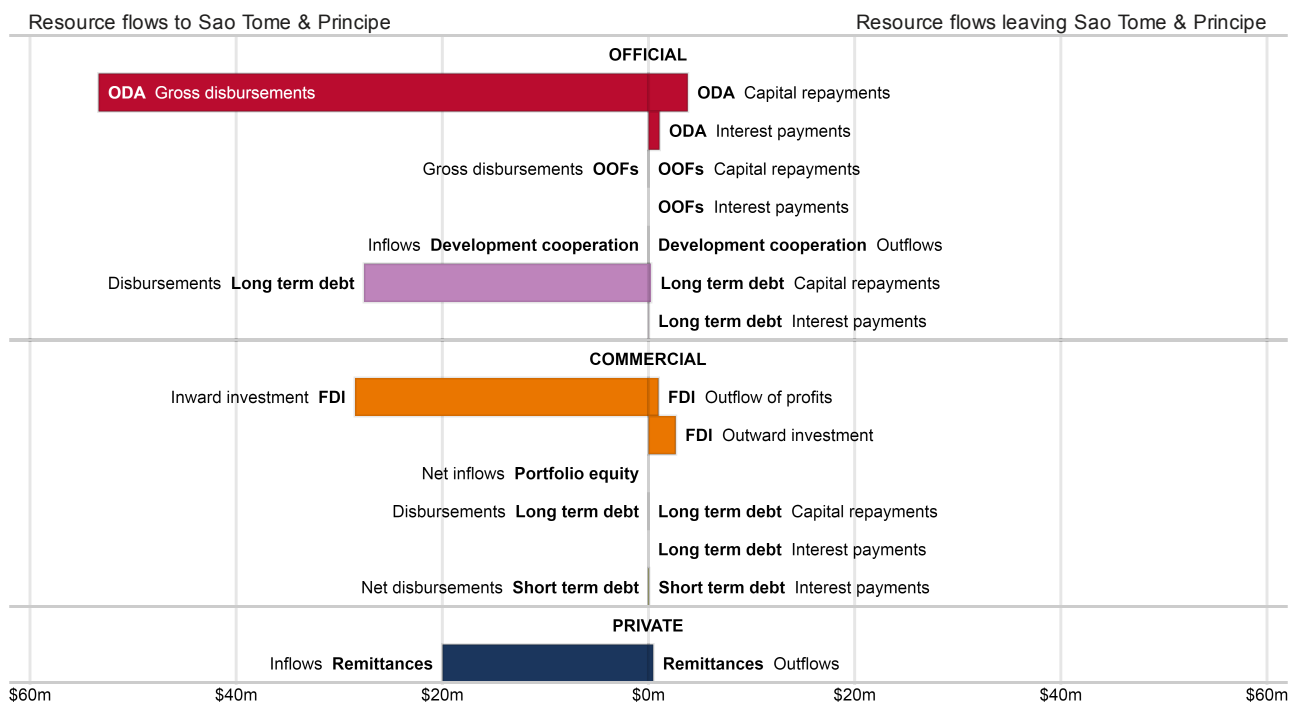 Resource flows to Sao Tome & Principe Resource flows leaving Sao Tome & Principe
OFFICIAL
ODA Gross disbursements ODA Capital repayments
ODA Interest payments
Gross disbursements OOFs OOFs Capital repayments
OOFs Interest payments
Inflows Development cooperation Development cooperation Outflows
Disbursements Long term debt Long term debt Capital repayments
Long term debt Interest payments
COMMERCIAL
Inward investment FDI FDI Outflow of profits
FDI Outward investment
Net inflows Portfolio equity
Disbursements Long term debt Long term debt Capital repayments
Long term debt Interest payments
Net disbursements Short term debt Short term debt Interest payments
PRIVATE
Inflows Remittances Remittances Outflows
$60m $40m $20m $0m $20m $40m $60m